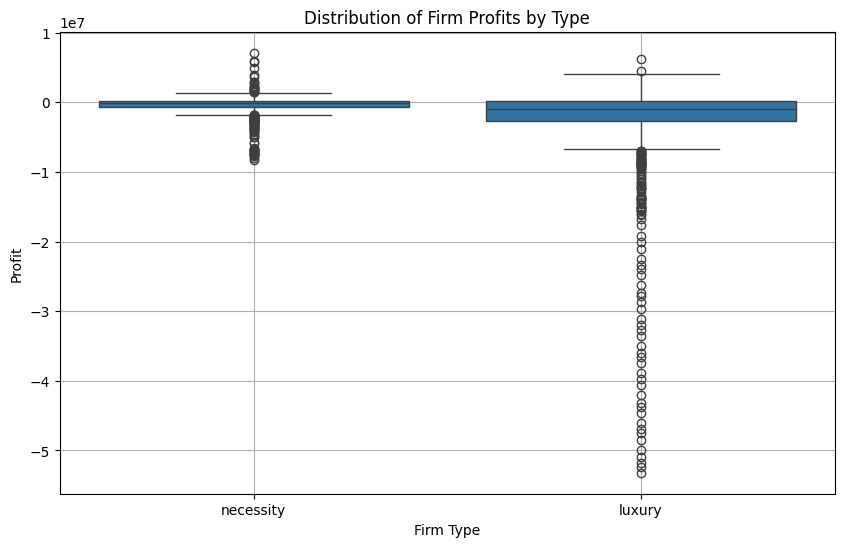 Distribution of Firm Profits by Type
1e7
1
0
−1
−2
−3
−4
−5
Profit
necessity
luxury
Firm Type